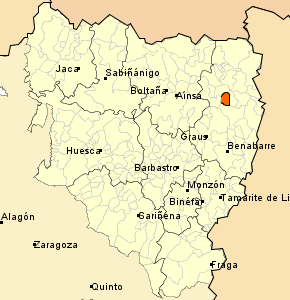 Jaca
Sabiñánigo
Boltaña
Aínsa
Graus
Huesca
Benabarre
Barbastro
Monzón
Binéfar
Tamarite de Li
Sariñena
Alagón
Zaragoza
Fraga
Quinto